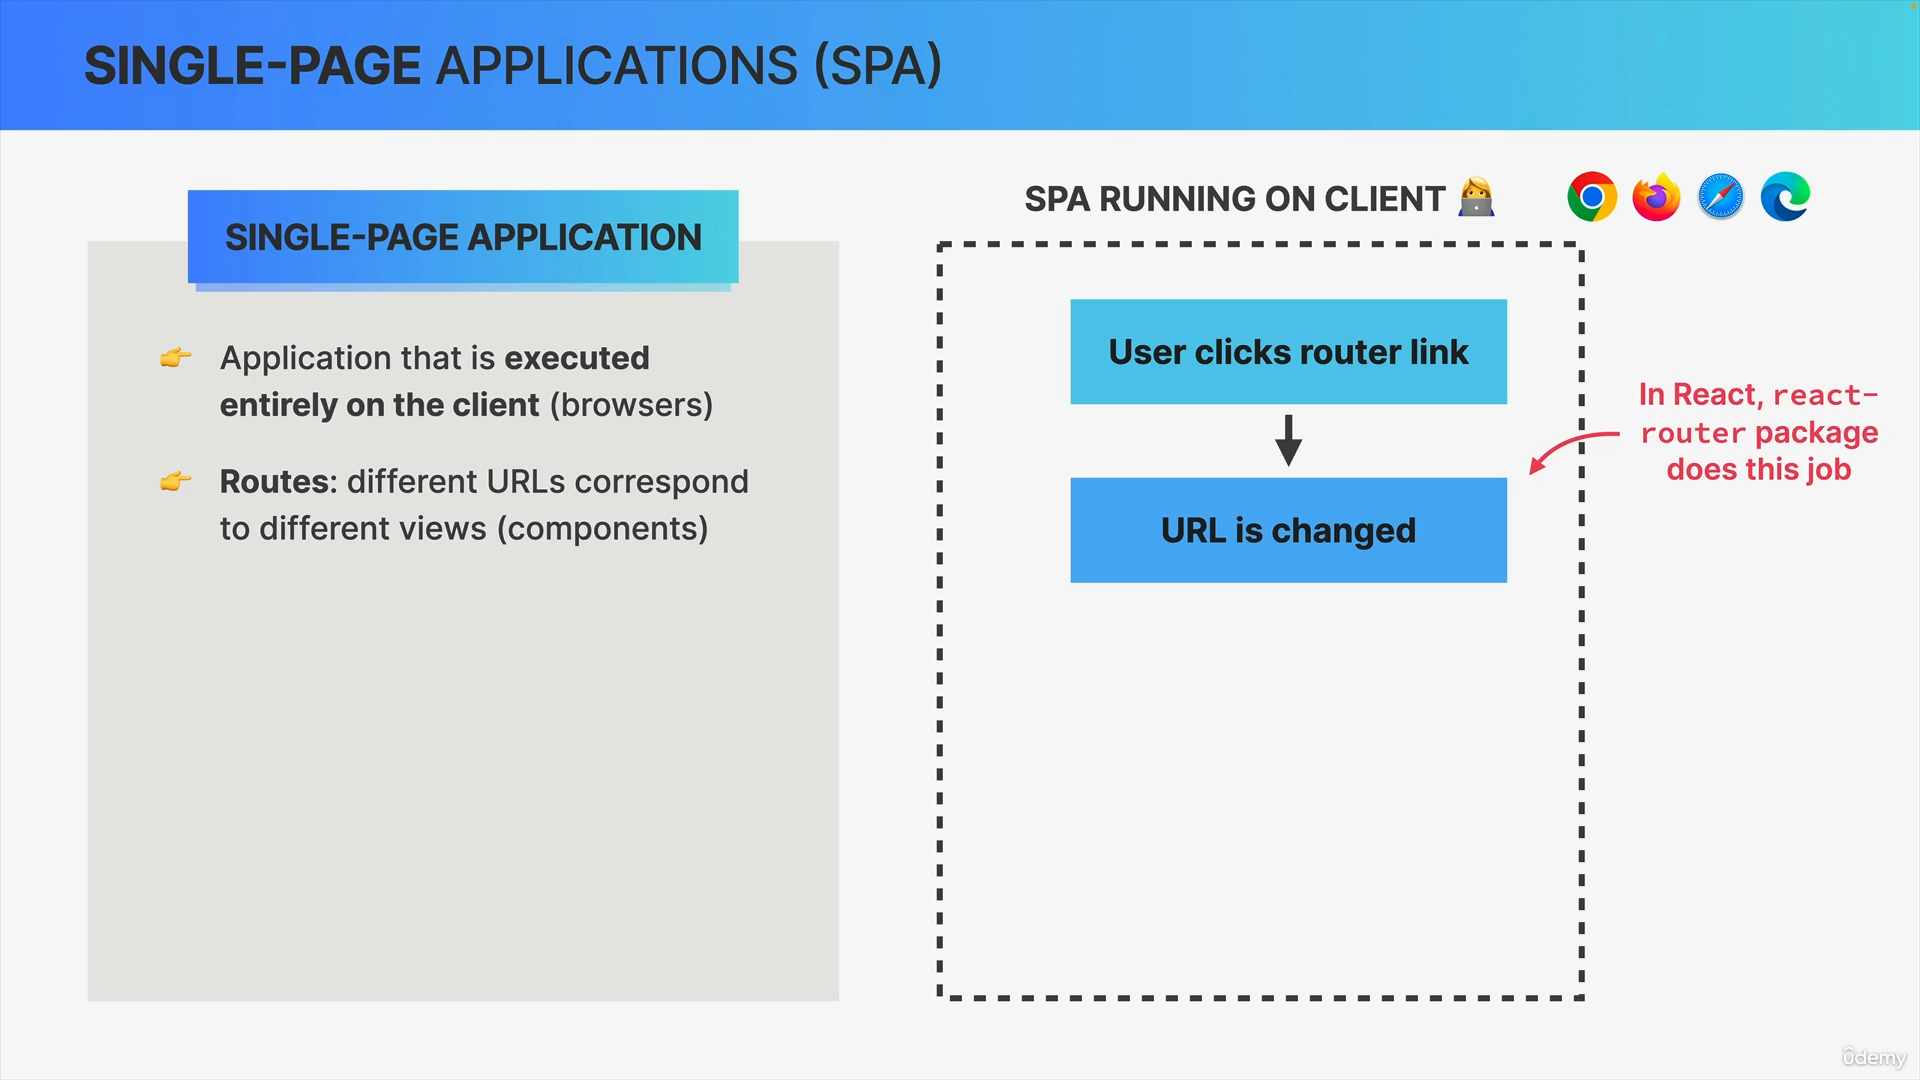 SINGLE-PAGE APPLICATIONS (SPA)
SINGLE-PAGE APPLICATION
Application that is executed
entirely on the client (browsers)
Routes: different URLs correspond
to different views (components)
SPA RUNNING ON CLIENT
User clicks router link
URL is changed
In React, react-
router package
does this job
ûdemy